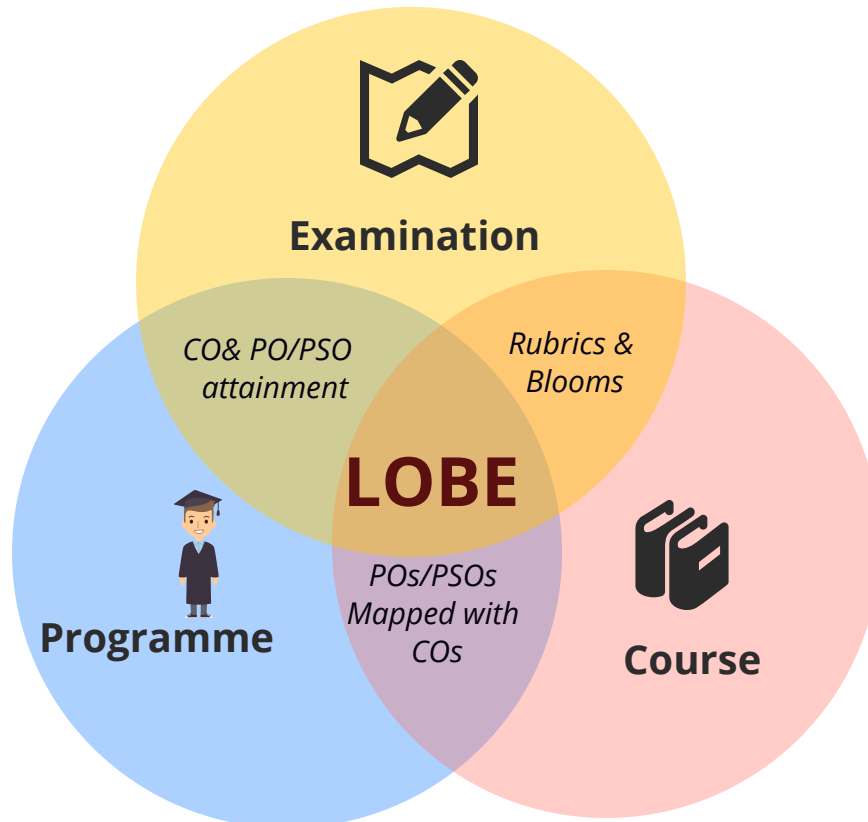 Examination
CO& PO/PSO
attainment
Rubrics &
Blooms
LOBE
POs/PSOs
Mapped with
COs
Programme
Course